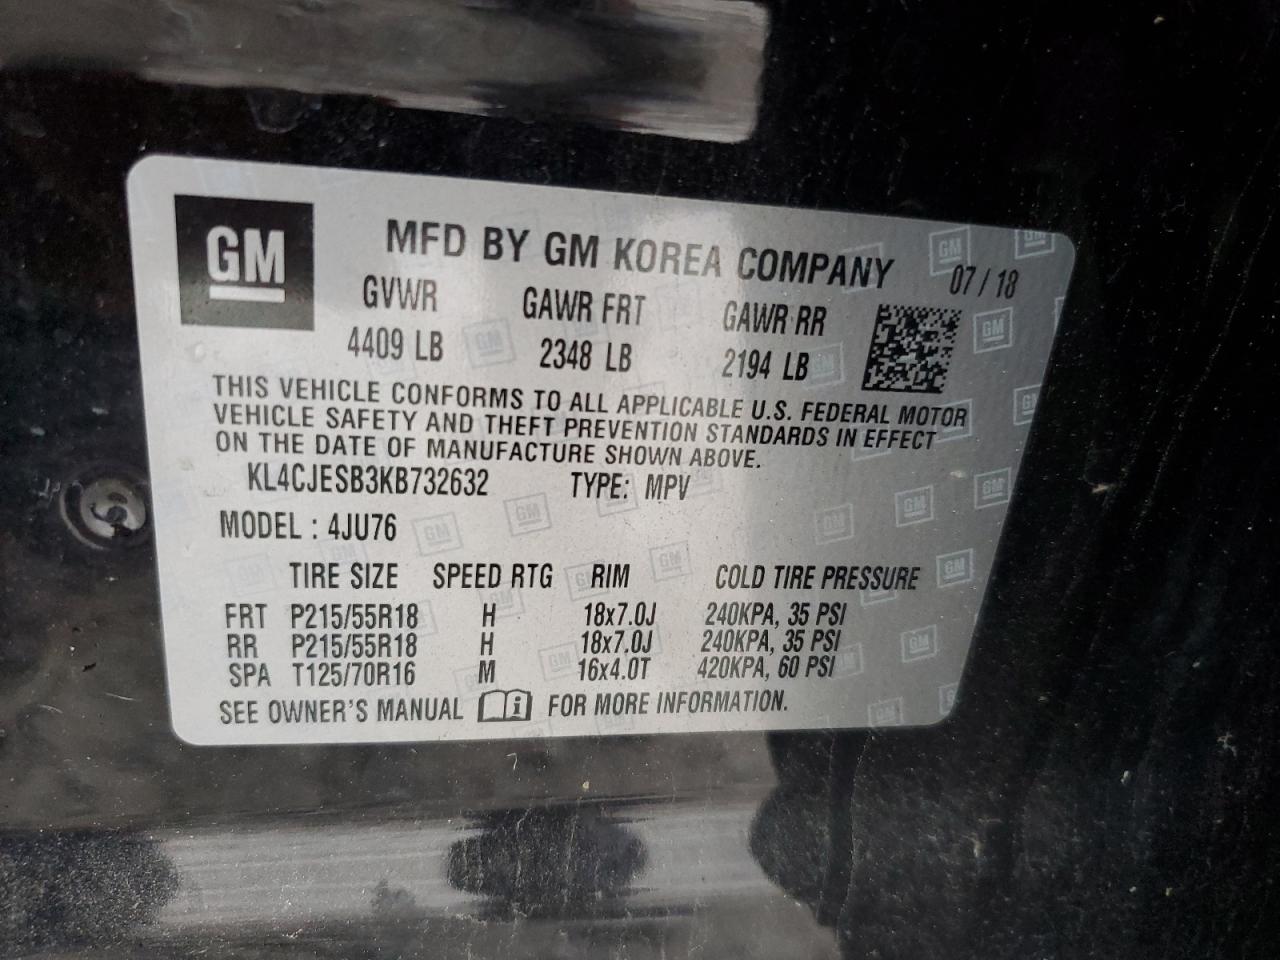 GM
MFD BY GM KOREA COMPANY
07 / 18
GVWR GAWR FRT GAWR RR
4409 LB 2348 LB 2194 LB
THIS VEHICLE CONFORMS TO ALL APPLICABLE U.S. FEDERAL MOTOR
VEHICLE SAFETY AND THEFT PREVENTION STANDARDS IN EFFECT
ON THE DATE OF MANUFACTURE SHOWN ABOVE.
KL4CJESB3KB732632 TYPE: MPV
MODEL : 4JU76
TIRE SIZE SPEED RTG RIM COLD TIRE PRESSURE
FRT P215/55R18 H 18x7.0J 240KPA, 35 PSI
RR P215/55R18 H 18x7.0J 240KPA, 35 PSI
SPA T125/70R16 M 16x4.0T 420KPA, 60 PSI
SEE OWNER'S MANUAL i FOR MORE INFORMATION.